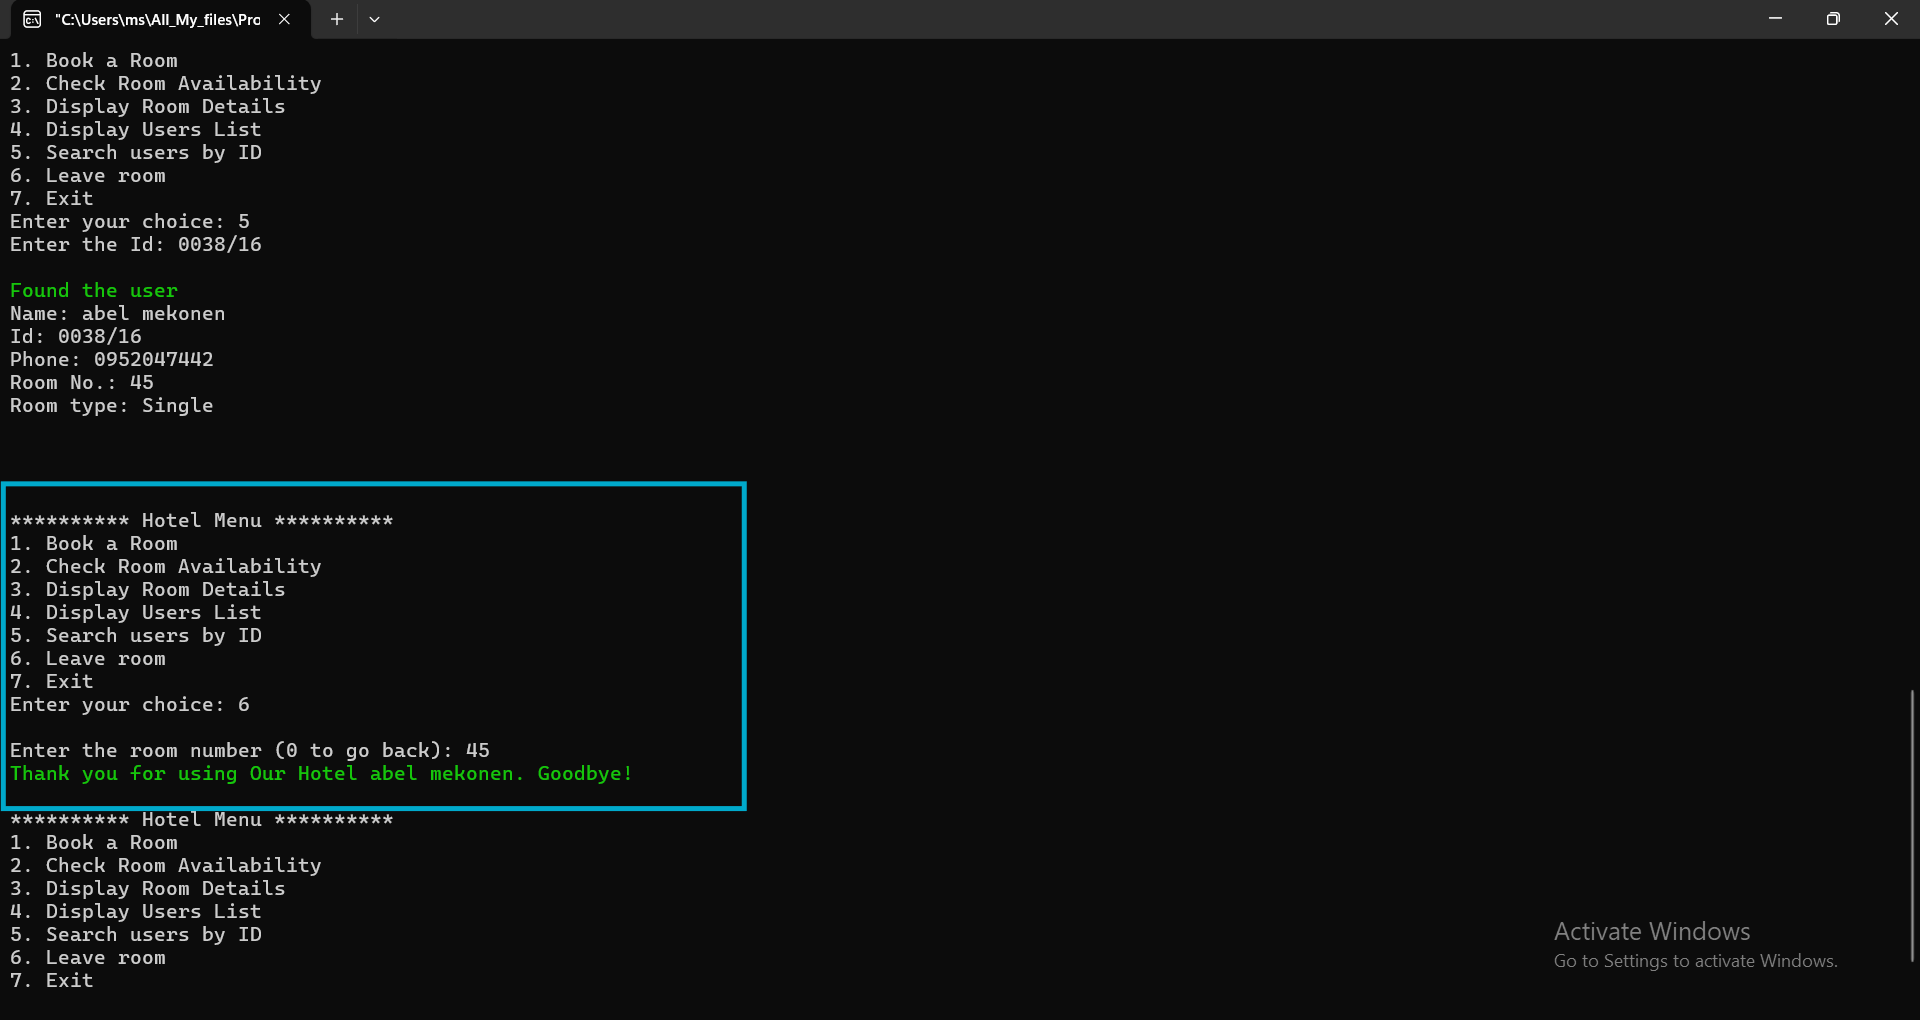 "C:\Users\ms\All_My_files\Pro
1. Book a Room
2. Check Room Availability
3. Display Room Details
4. Display Users List
5. Search users by ID
6. Leave room
7. Exit
Enter your choice: 5
Enter the Id: 0038/16
Found the user
Name: abel mekonen
Id: 0038/16
Phone: 0952047442
Room No.: 45
Room type: Single
********** Hotel Menu **********
1. Book a Room
2. Check Room Availability
3. Display Room Details
4. Display Users List
5. Search users by ID
6. Leave room
7. Exit
Enter your choice: 6
Enter the room number (0 to go back): 45
Thank you for using Our Hotel abel mekonen. Goodbye!
********** Hotel Menu **********
1. Book a Room
2. Check Room Availability
3. Display Room Details
4. Display Users List
5. Search users by ID
6. Leave room
7. Exit
Activate Windows
Go to Settings to activate Windows.